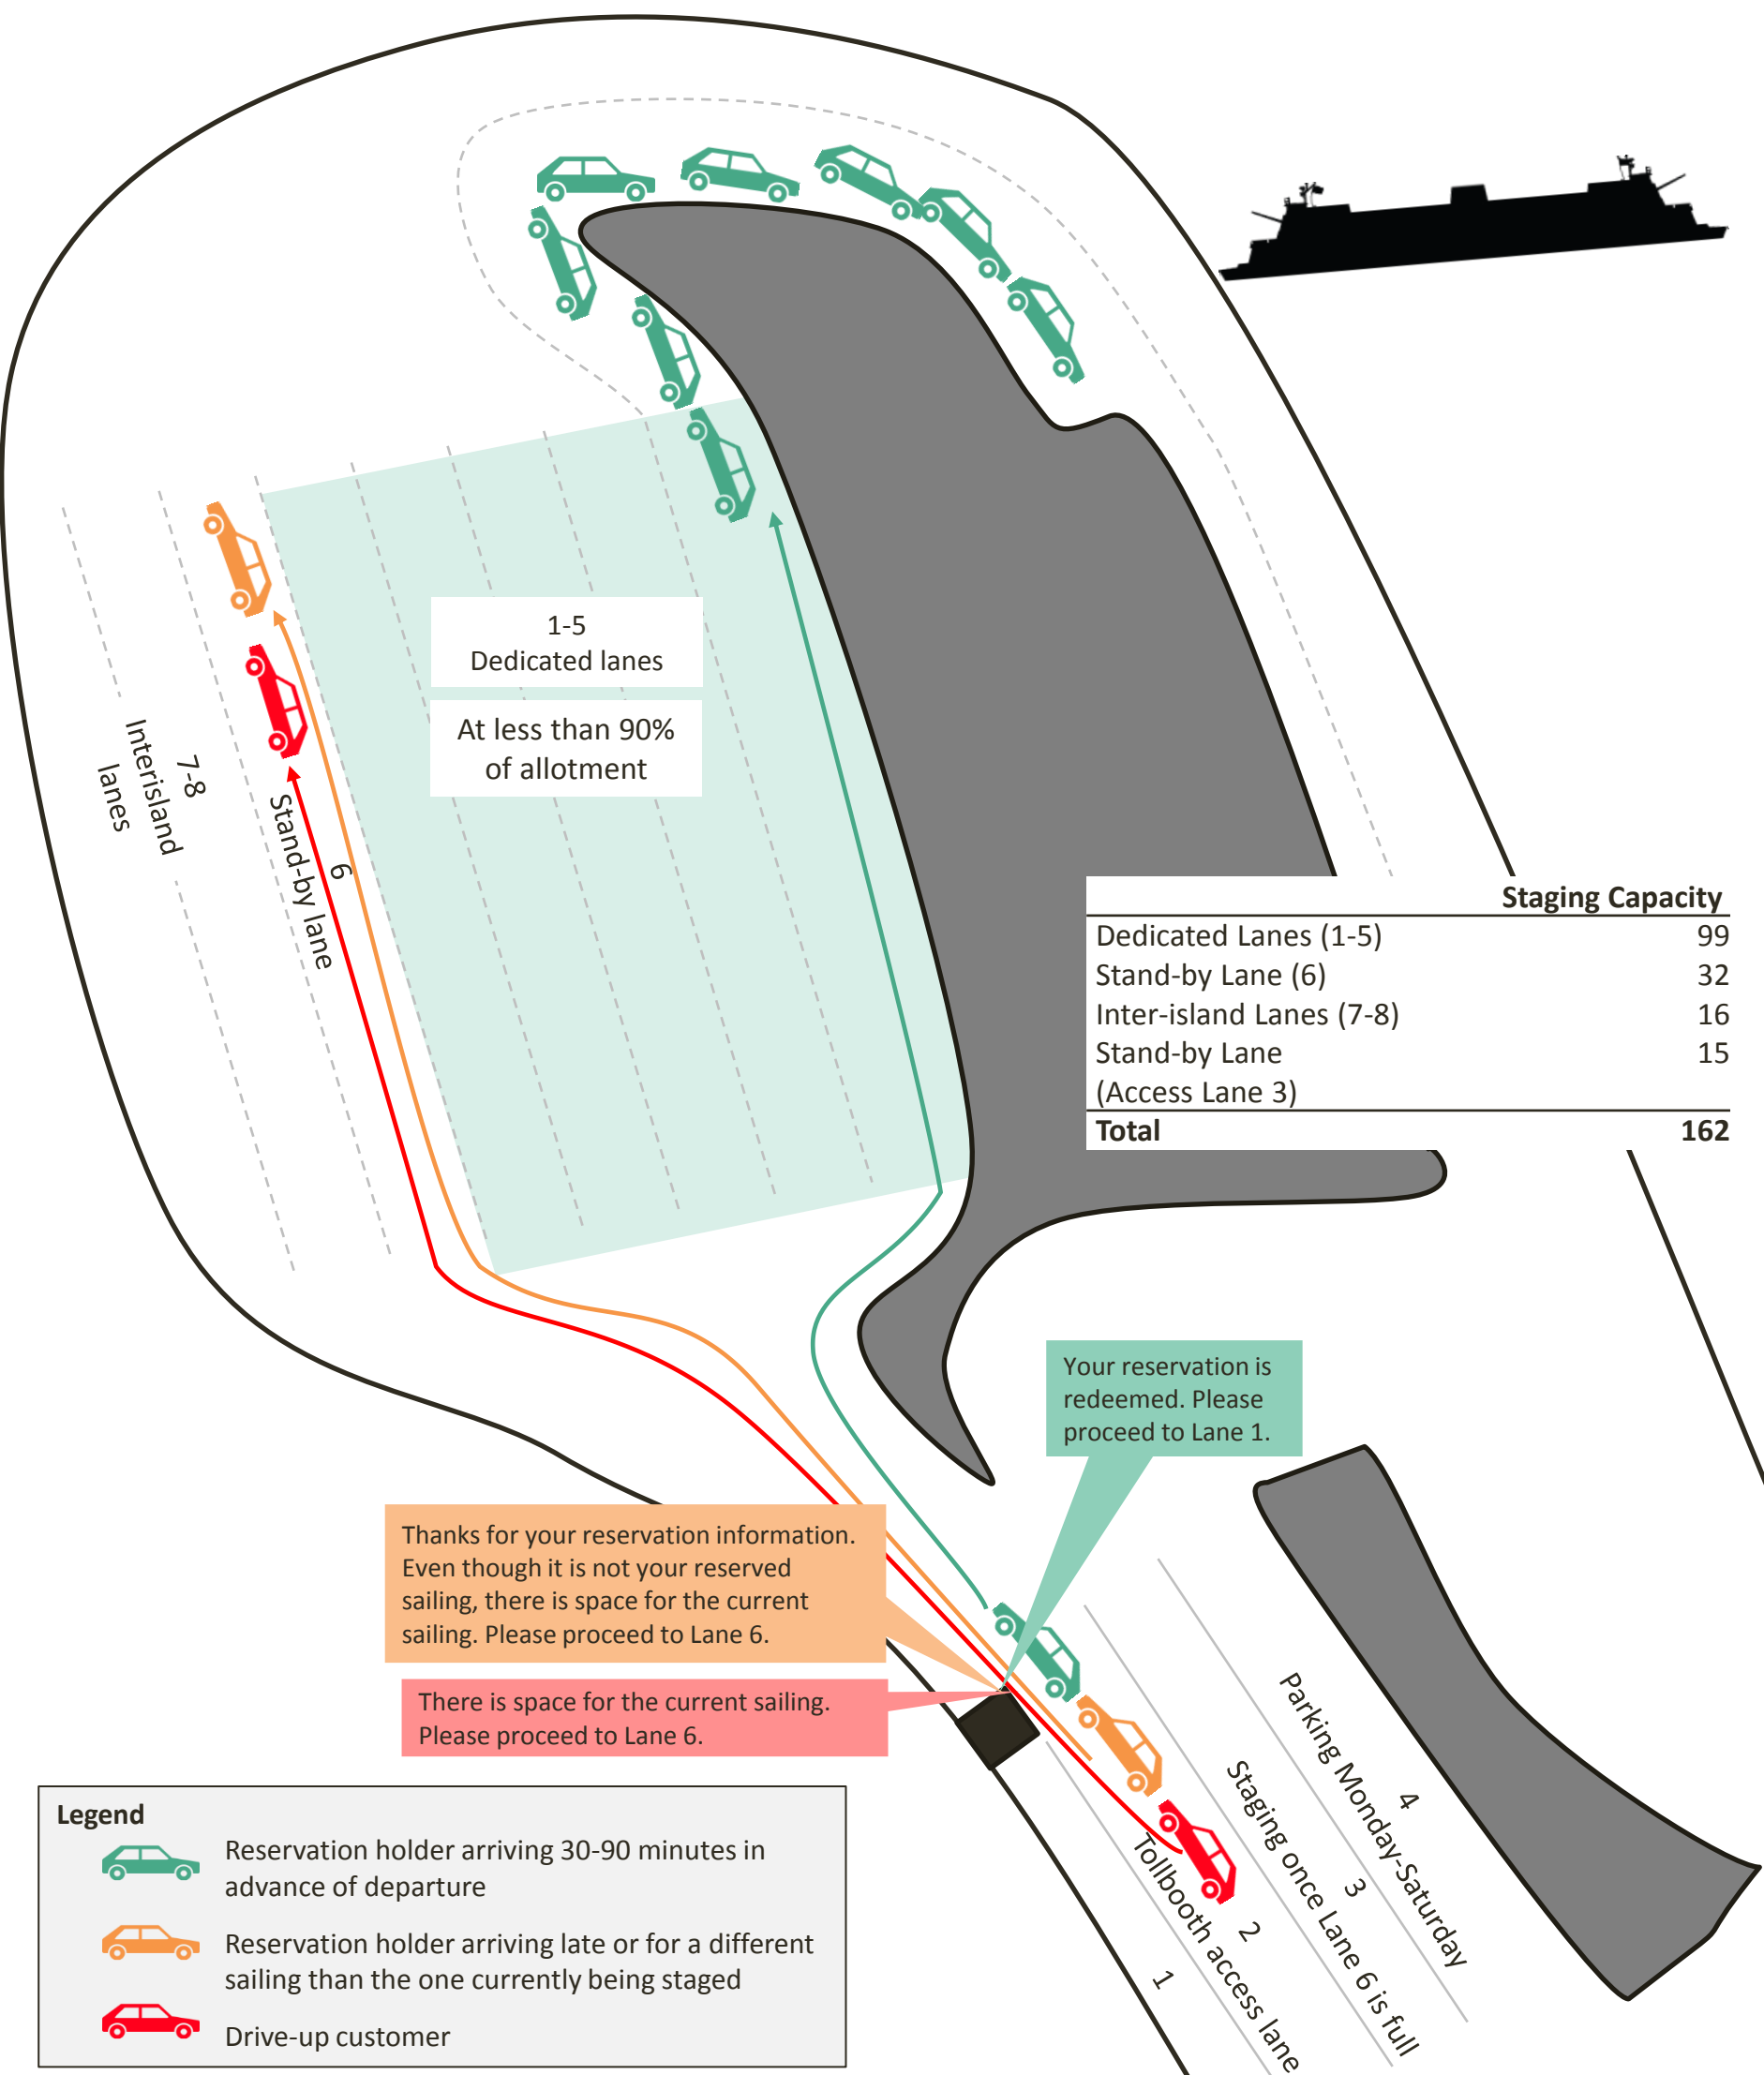 1-5
Dedicated lanes
At less than 90%
of allotment
7-8
Interisland
lanes
6
Stand-by lane
Staging Capacity
Dedicated Lanes (1-5) 99
Stand-by Lane (6) 32
Inter-island Lanes (7-8) 16
Stand-by Lane 15
(Access Lane 3)
Total 162
Your reservation is
redeemed. Please
proceed to Lane 1.
Thanks for your reservation information.
Even though it is not your reserved
sailing, there is space for the current
sailing. Please proceed to Lane 6.
There is space for the current sailing.
Please proceed to Lane 6.
4
Parking Monday-Saturday
3
Staging once Lane 6 is full
2
Tollbooth access lane
1
Legend
Reservation holder arriving 30-90 minutes in
advance of departure
Reservation holder arriving late or for a different
sailing than the one currently being staged
Drive-up customer